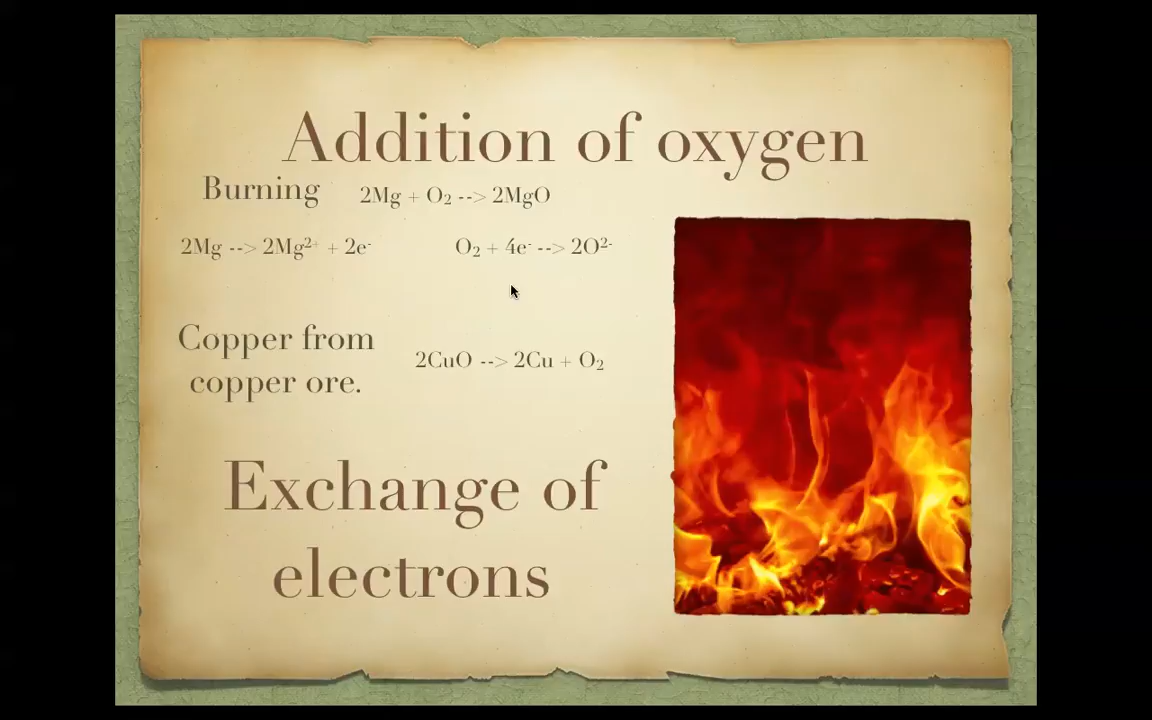 Addition of oxygen
Burning 2Mg + O₂ --> 2MgO
2Mg --> 2Mg²⁺ + 2e⁻ O₂ + 4e⁻ --> 2O²⁻
Copper from
copper ore.
2CuO --> 2Cu + O₂
Exchange of
electrons